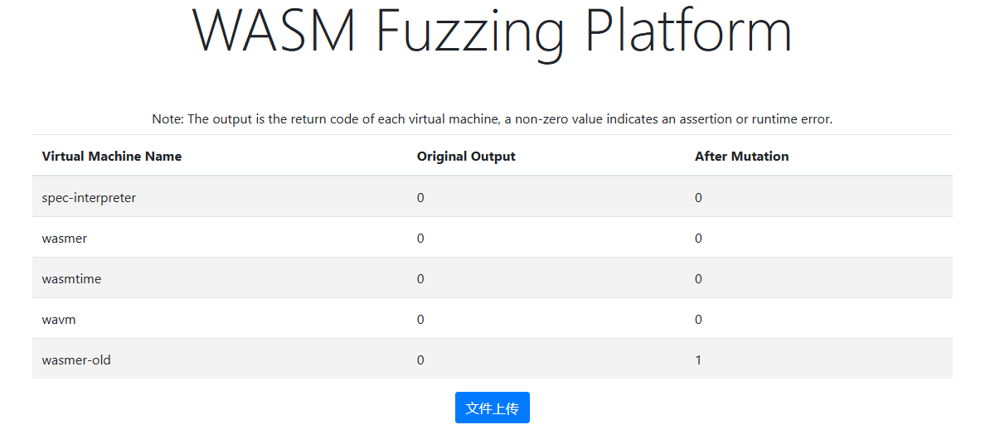 WASM Fuzzing Platform
Note: The output is the return code of each virtual machine, a non-zero value indicates an assertion or runtime error.
Virtual Machine Name Original Output After Mutation
spec-interpreter 0 0
wasmer 0 0
wasmtime 0 0
wavm 0 0
wasmer-old 0 1
文件上传